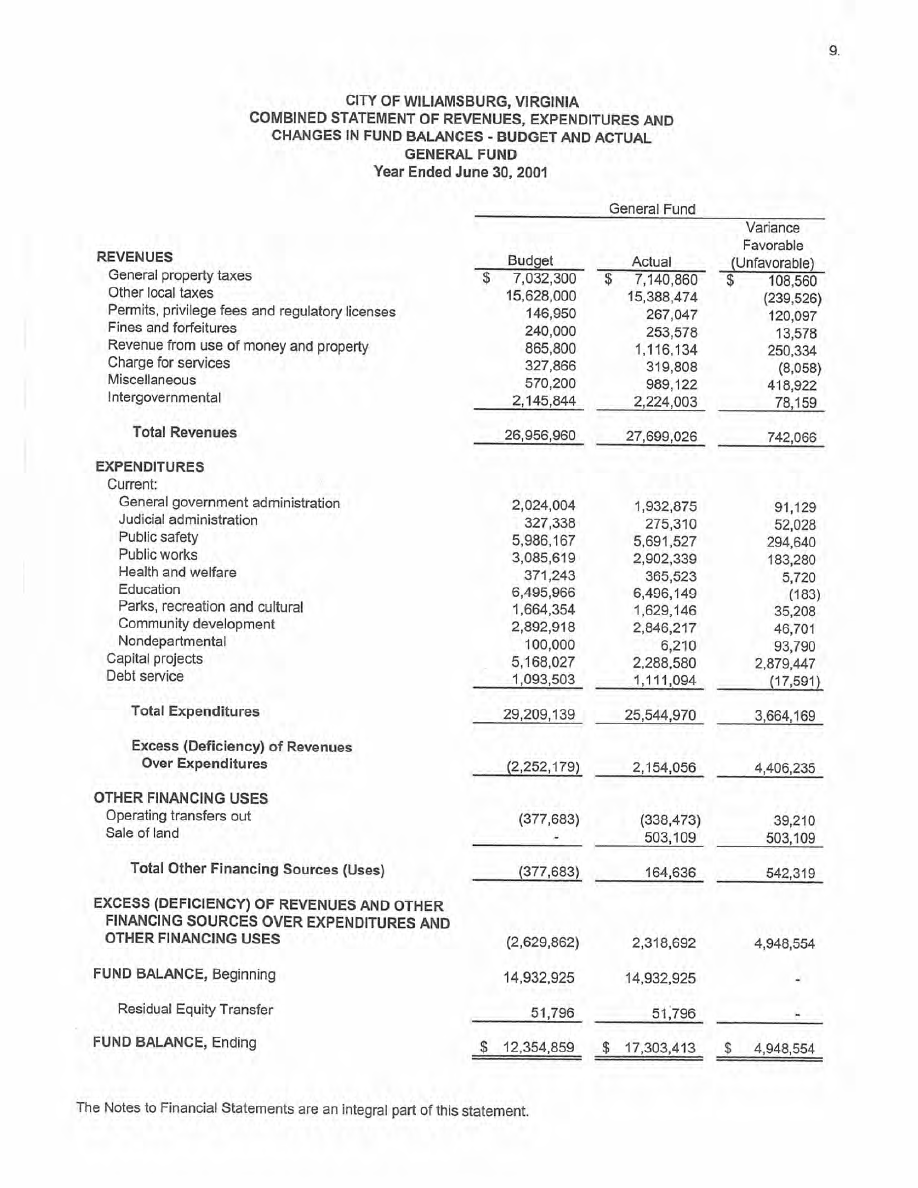 9.
CITY OF WILIAMSBURG, VIRGINIA
COMBINED STATEMENT OF REVENUES, EXPENDITURES AND
CHANGES IN FUND BALANCES - BUDGET AND ACTUAL
GENERAL FUND
Year Ended June 30, 2001
General Fund
Variance
Favorable
REVENUES Budget Actual (Unfavorable)
General property taxes $ 7,032,300 $ 7,140,860 $ 108,560
Other local taxes 15,628,000 15,388,474 (239,526)
Permits, privilege fees and regulatory licenses 146,950 267,047 120,097
Fines and forfeitures 240,000 253,578 13,578
Revenue from use of money and property 865,800 1,116,134 250,334
Charge for services 327,866 319,808 (8,058)
Miscellaneous 570,200 989,122 418,922
Intergovernmental 2,145,844 2,224,003 78,159
Total Revenues 26,956,960 27,699,026 742,066
EXPENDITURES
Current:
General government administration 2,024,004 1,932,875 91,129
Judicial administration 327,338 275,310 52,028
Public safety 5,986,167 5,691,527 294,640
Public works 3,085,619 2,902,339 183,280
Health and welfare 371,243 365,523 5,720
Education 6,495,966 6,496,149 (183)
Parks, recreation and cultural 1,664,354 1,629,146 35,208
Community development 2,892,918 2,846,217 46,701
Nondepartmental 100,000 6,210 93,790
Capital projects 5,168,027 2,288,580 2,879,447
Debt service 1,093,503 1,111,094 (17,591)
Total Expenditures 29,209,139 25,544,970 3,664,169
Excess (Deficiency) of Revenues
Over Expenditures (2,252,179) 2,154,056 4,406,235
OTHER FINANCING USES
Operating transfers out (377,683) (338,473) 39,210
Sale of land - 503,109 503,109
Total Other Financing Sources (Uses) (377,683) 164,636 542,319
EXCESS (DEFICIENCY) OF REVENUES AND OTHER
FINANCING SOURCES OVER EXPENDITURES AND
OTHER FINANCING USES (2,629,862) 2,318,692 4,948,554
FUND BALANCE, Beginning 14,932,925 14,932,925 -
Residual Equity Transfer 51,796 51,796 -
FUND BALANCE, Ending $ 12,354,859 $ 17,303,413 $ 4,948,554
The Notes to Financial Statements are an integral part of this statement.